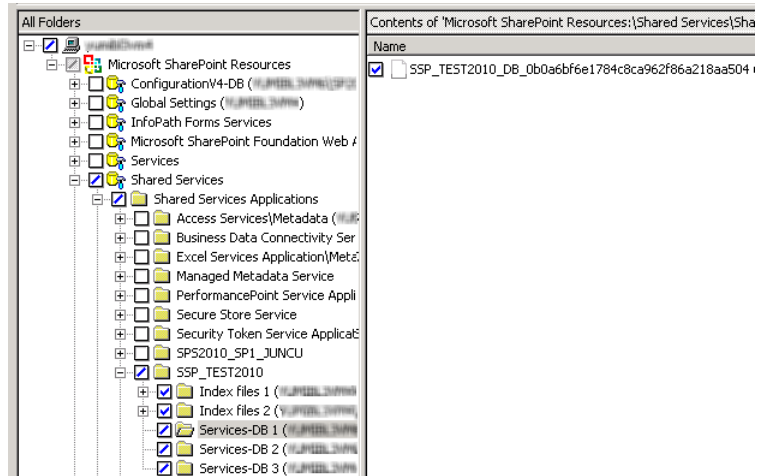 All Folders
Microsoft SharePoint Resources
ConfigurationV4-DB (
Global Settings (
InfoPath Forms Services
Microsoft SharePoint Foundation Web
Services
Shared Services
Shared Services Applications
Access Services\Metadata (
Business Data Connectivity Ser
Excel Services Application\Meta
Managed Metadata Service
PerformancePoint Service Appli
Secure Store Service
Security Token Service Applicat
SPS2010_SP1_JUNCU
SSP_TEST2010
Index files 1 (
Index files 2 (
Services-DB 1 (
Services-DB 2 (
Services-DB 3 (
Contents of 'Microsoft SharePoint Resources:\Shared Services\Sha
Name
SSP_TEST2010_DB_0b0a6bf6e1784c8ca962f86a218aa504